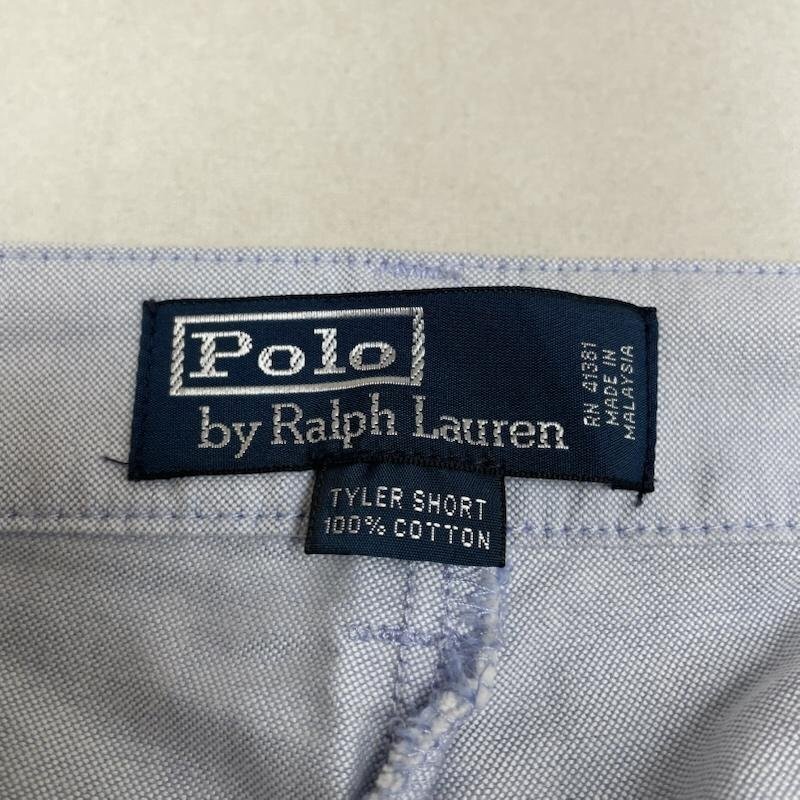 Polo
by Ralph Lauren
RN 41381
MADE IN
MALAYSIA
TYLER SHORT
100% COTTON